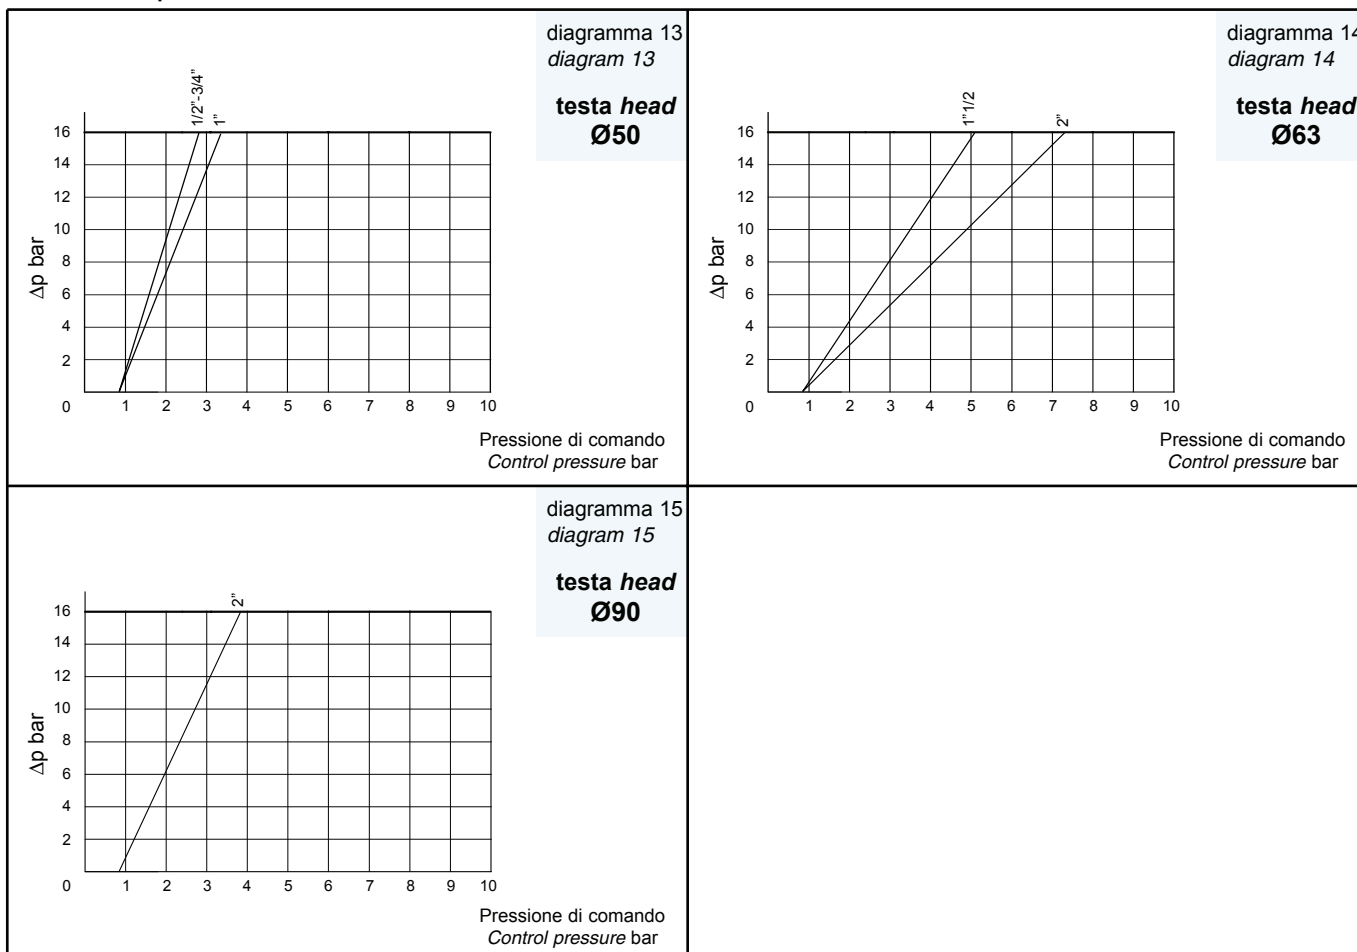 diagramma 13
diagram 13
testa head
Ø50
1/2”-3/4”
1”
16
14
12
10
8
6
4
2
0
Δp bar
1 2 3 4 5 6 7 8 9 10
Pressione di comando
Control pressure bar
diagramma 14
diagram 14
testa head
Ø63
1”1/2
2”
16
14
12
10
8
6
4
2
0
Δp bar
1 2 3 4 5 6 7 8 9 10
Pressione di comando
Control pressure bar
diagramma 15
diagram 15
testa head
Ø90
2”
16
14
12
10
8
6
4
2
0
Δp bar
1 2 3 4 5 6 7 8 9 10
Pressione di comando
Control pressure bar